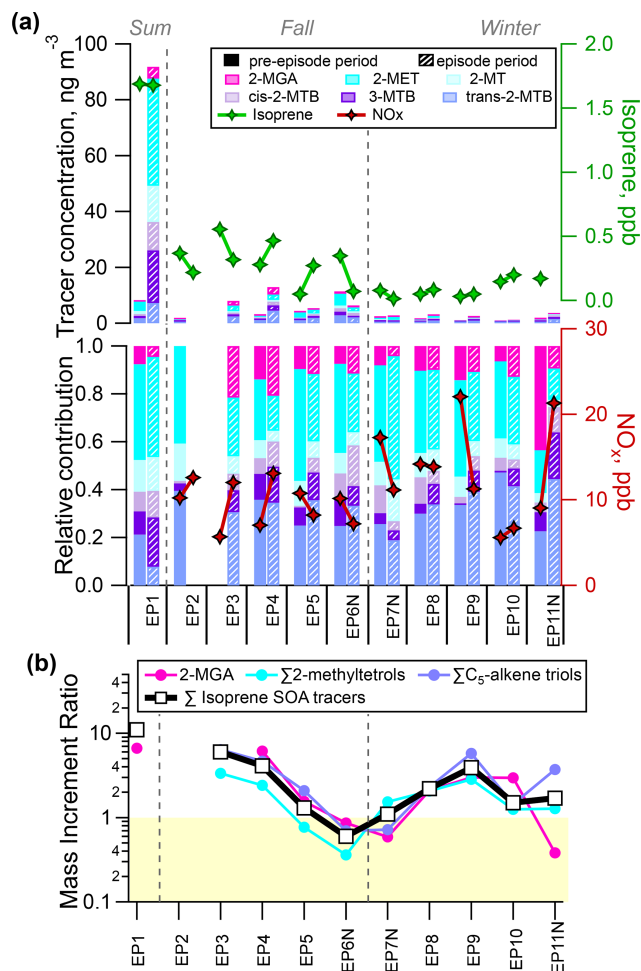 (a)
Sum Fall Winter
Tracer concentration, ng m⁻³
100
80
60
40
20
0
pre-episode period episode period
2-MGA 2-MET 2-MT
cis-2-MTB 3-MTB trans-2-MTB
Isoprene NOx
2.0
1.5
1.0
0.5
0.0
Isoprene, ppb
Relative contribution
1.0
0.8
0.6
0.4
0.2
0.0
30
20
10
0
NOx, ppb
EP1 EP2 EP3 EP4 EP5 EP6N EP7N EP8 EP9 EP10 EP11N
(b)
2-MGA ∑2-methyltetrols ∑C₅-alkene triols
∑ Isoprene SOA tracers
Mass Increment Ratio
4
2
10
4
2
1
4
2
0.1
EP1 EP2 EP3 EP4 EP5 EP6N EP7N EP8 EP9 EP10 EP11N